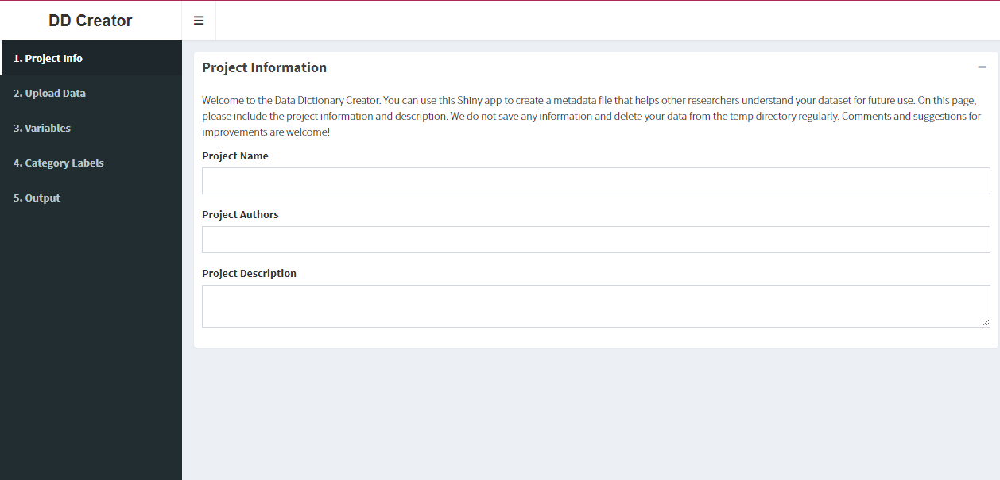 DD Creator
1. Project Info
2. Upload Data
3. Variables
4. Category Labels
5. Output
Project Information
Welcome to the Data Dictionary Creator. You can use this Shiny app to create a metadata file that helps other researchers understand your dataset for future use. On this page,
please include the project information and description. We do not save any information and delete your data from the temp directory regularly. Comments and suggestions for
improvements are welcome!
Project Name
Project Authors
Project Description